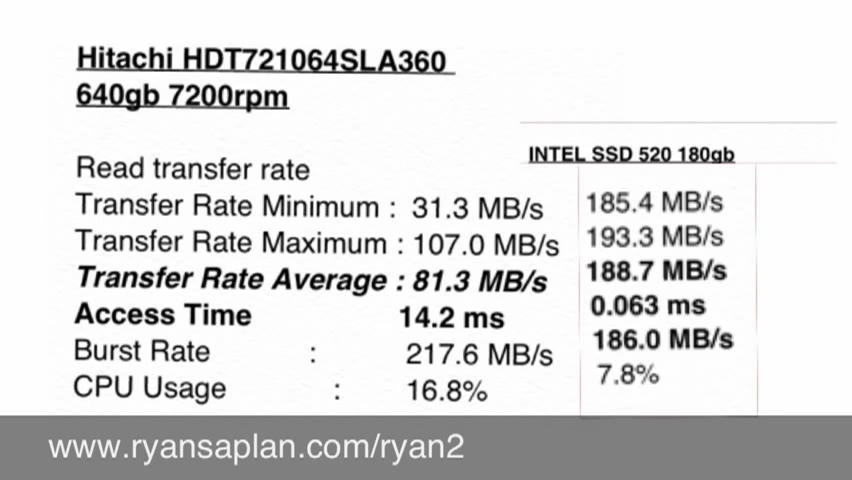 Hitachi HDT721064SLA360
640gb 7200rpm
INTEL SSD 520 180gb
Read transfer rate
Transfer Rate Minimum : 31.3 MB/s 185.4 MB/s
Transfer Rate Maximum : 107.0 MB/s 193.3 MB/s
Transfer Rate Average : 81.3 MB/s 188.7 MB/s
Access Time 14.2 ms 0.063 ms
Burst Rate : 217.6 MB/s 186.0 MB/s
CPU Usage : 16.8% 7.8%
www.ryansaplan.com/ryan2